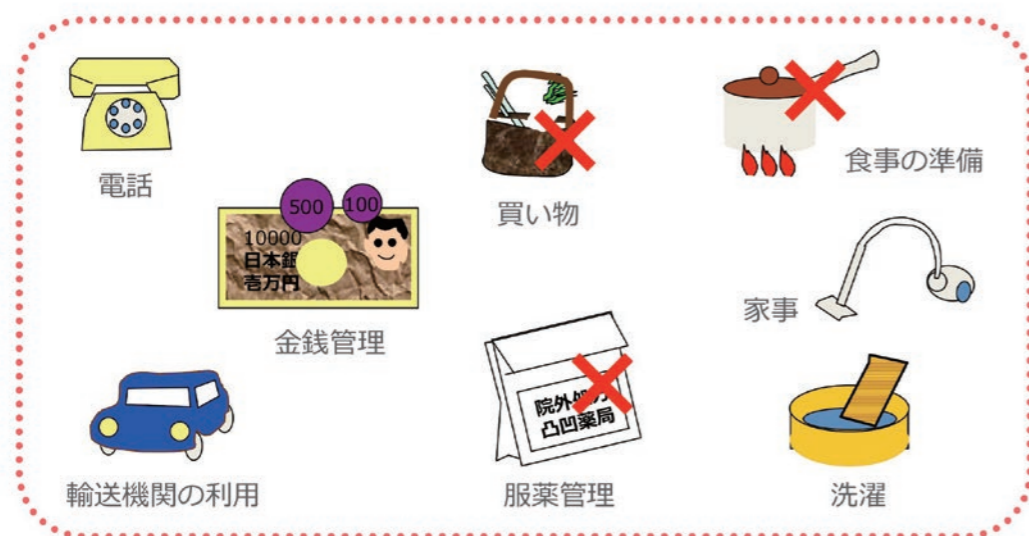 電話
買い物
食事の準備
500
100
10000
日本銀
壱万円
金銭管理
家事
院外処方
凸凹薬局
輸送機関の利用
服薬管理
洗濯